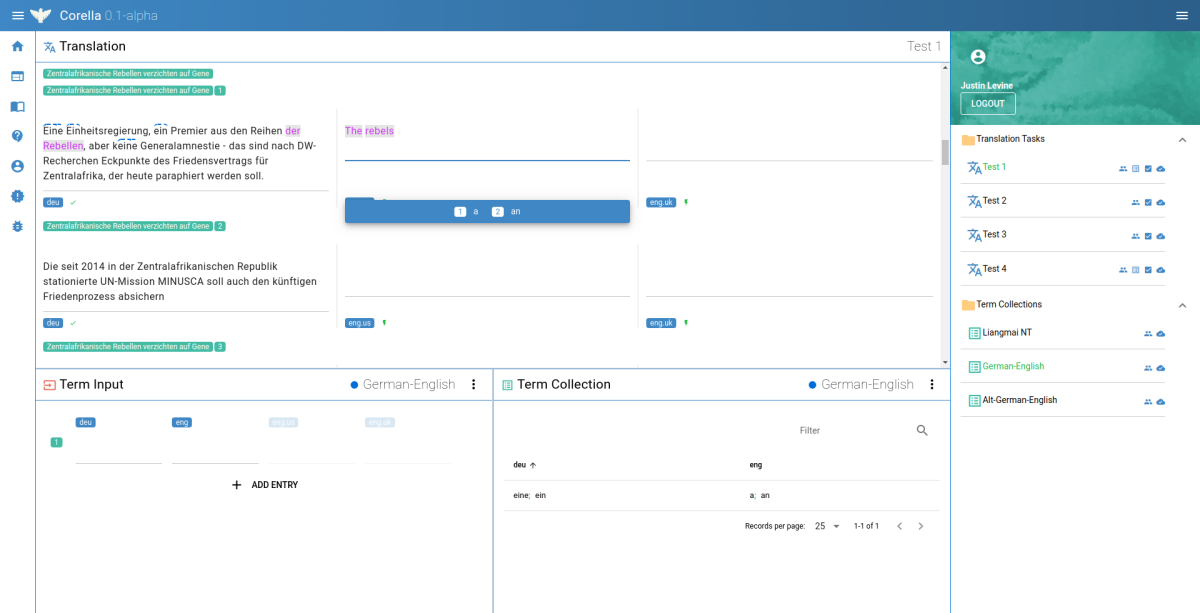 Corella 0.1-alpha
Translation
Test 1
Zentralafrikanische Rebellen verzichten auf Gene
Zentralafrikanische Rebellen verzichten auf Gene 1
Eine Einheitsregierung, ein Premier aus den Reihen der
Rebellen, aber keine Generalamnestie - das sind nach DW-
Recherchen Eckpunkte des Friedensvertrags für
Zentralafrika, der heute paraphiert werden soll.
The rebels
deu
1 a 2 an
eng.uk
Zentralafrikanische Rebellen verzichten auf Gene 2
Die seit 2014 in der Zentralafrikanischen Republik
stationierte UN-Mission MINUSCA soll auch den künftigen
Friedenprozess absichern
deu
eng.us
eng.uk
Zentralafrikanische Rebellen verzichten auf Gene 3
Term Input
German-English
deu
eng
eng.us
eng.uk
1
ADD ENTRY
Term Collection
German-English
Filter
deu
eng
eine; ein
a; an
Records per page: 25
1-1 of 1
Justin Levine
LOGOUT
Translation Tasks
Test 1
Test 2
Test 3
Test 4
Term Collections
Liangmai NT
German-English
Alt-German-English